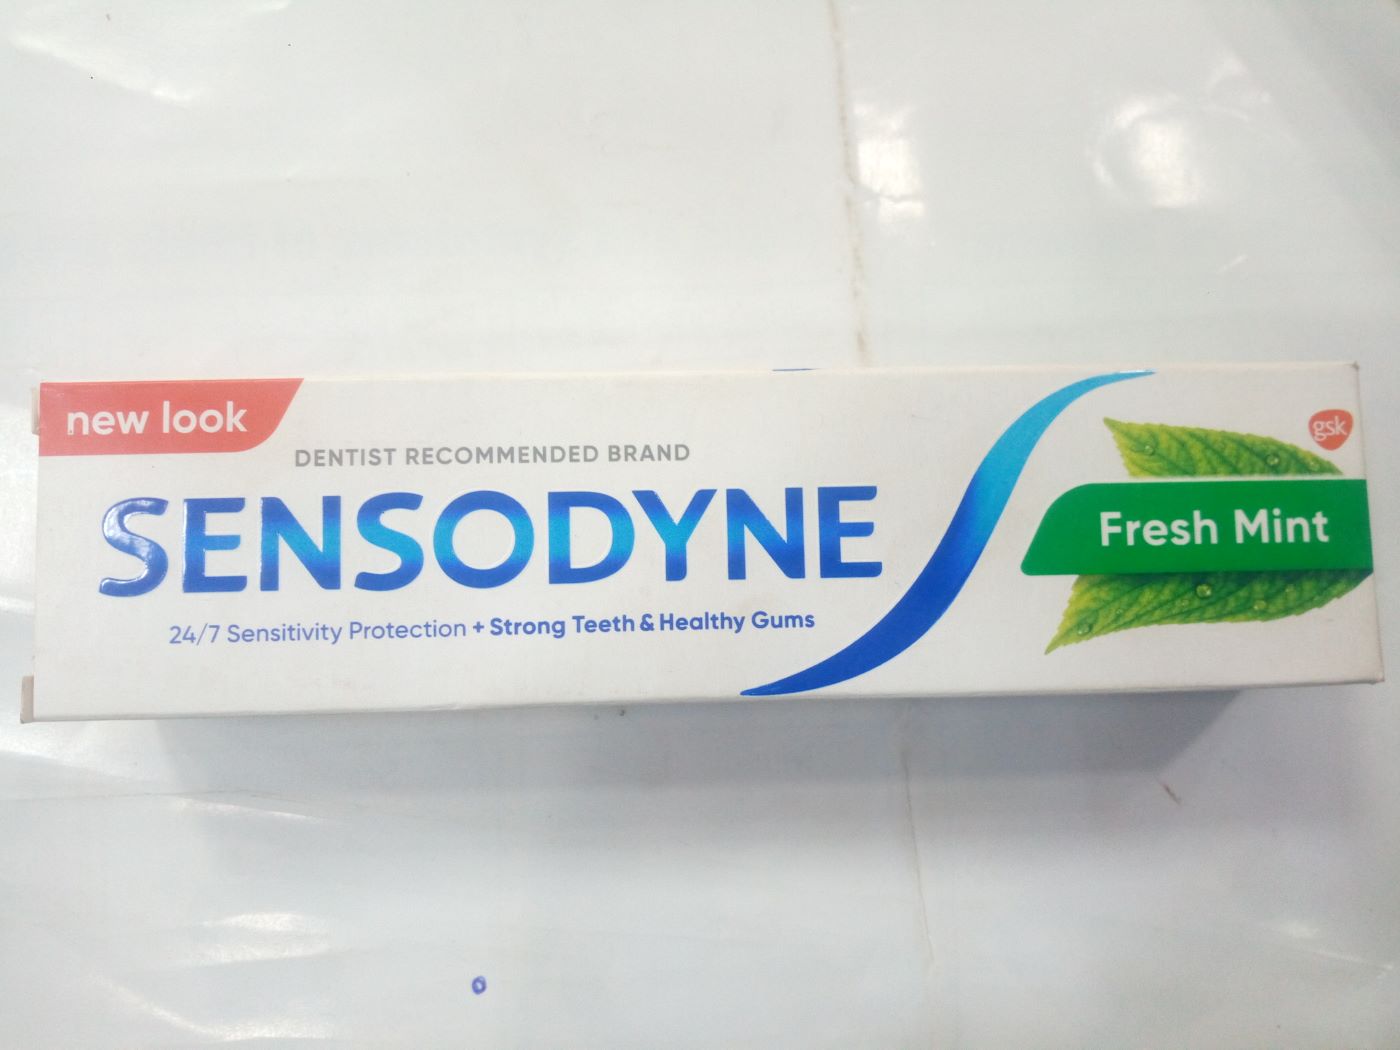 new look
DENTIST RECOMMENDED BRAND
SENSODYNE
24/7 Sensitivity Protection + Strong Teeth & Healthy Gums
gsk
Fresh Mint